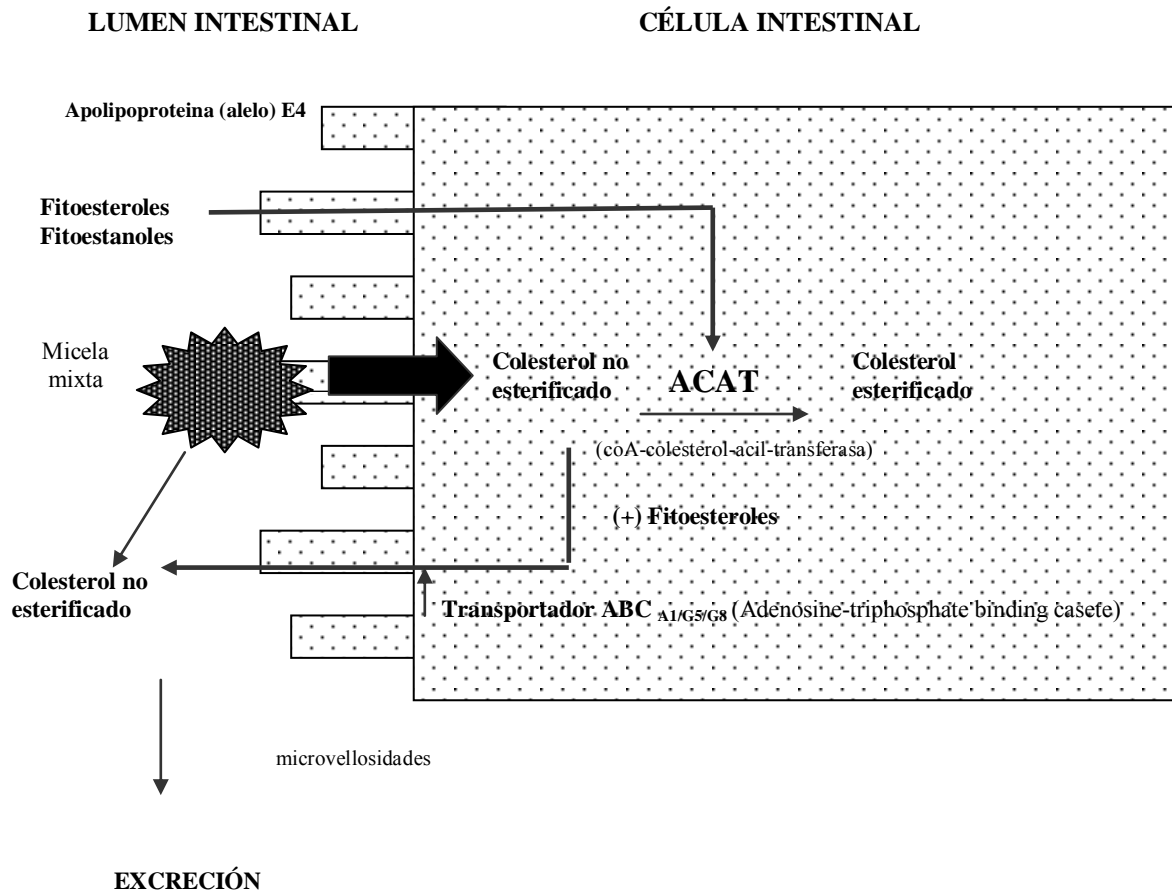 LUMEN INTESTINAL
CÉLULA INTESTINAL
Apolipoproteina (alelo) E4
Fitoesteroles
Fitoestanoles
Micela
mixta
Colesterol no
esterificado
ACAT
Colesterol
esterificado
(coA-colesterol-acil-transferasa)
(+) Fitoesteroles
Colesterol no
esterificado
Transportador ABC A1/G5/G8 (Adenosine-triphosphate binding casete)
microvellosidades
EXCRECIÓN